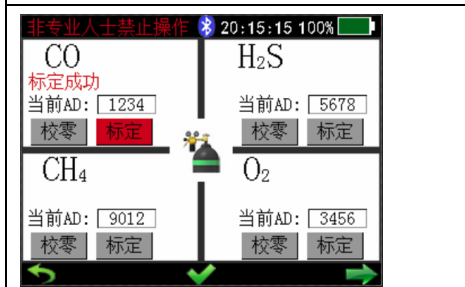 非专业人士禁止操作 20:15:15 100%
CO
标定成功
当前AD: 1234
校零 标定
H₂S
当前AD: 5678
校零 标定
CH₄
当前AD: 9012
校零 标定
O₂
当前AD: 3456
校零 标定